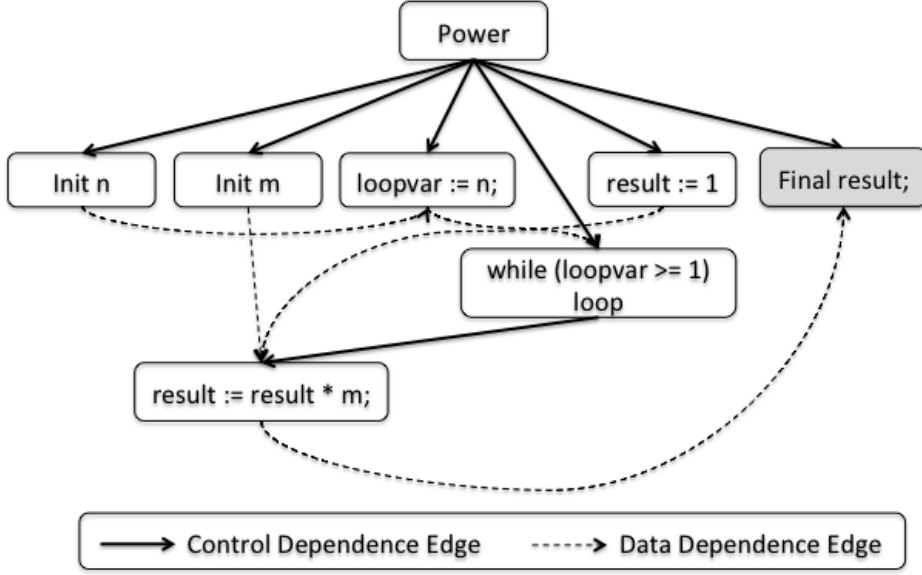 Power
Init n
Init m
loopvar := n;
result := 1
Final result;
while (loopvar >= 1)
loop
result := result * m;
Control Dependence Edge
Data Dependence Edge